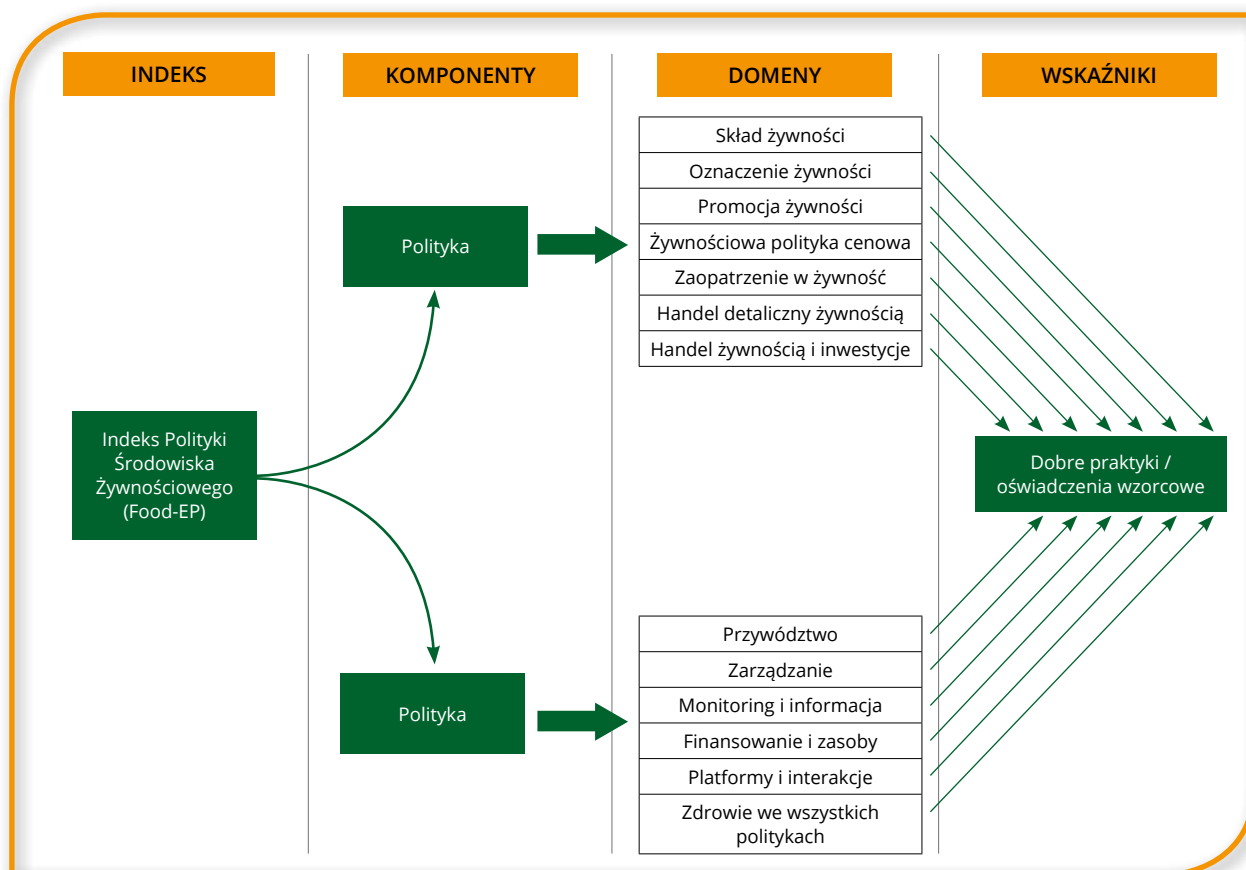 INDEKS
KOMPONENTY
DOMENY
WSKAŹNIKI
Indeks Polityki
Środowiska
Żywnościowego
(Food-EP)
Polityka
Skład żywności
Oznaczenie żywności
Promocja żywności
Żywnościowa polityka cenowa
Zaopatrzenie w żywność
Handel detaliczny żywnością
Handel żywnością i inwestycje
Polityka
Przywództwo
Zarządzanie
Monitoring i informacja
Finansowanie i zasoby
Platformy i interakcje
Zdrowie we wszystkich
politykach
Dobre praktyki /
oświadczenia wzorcowe